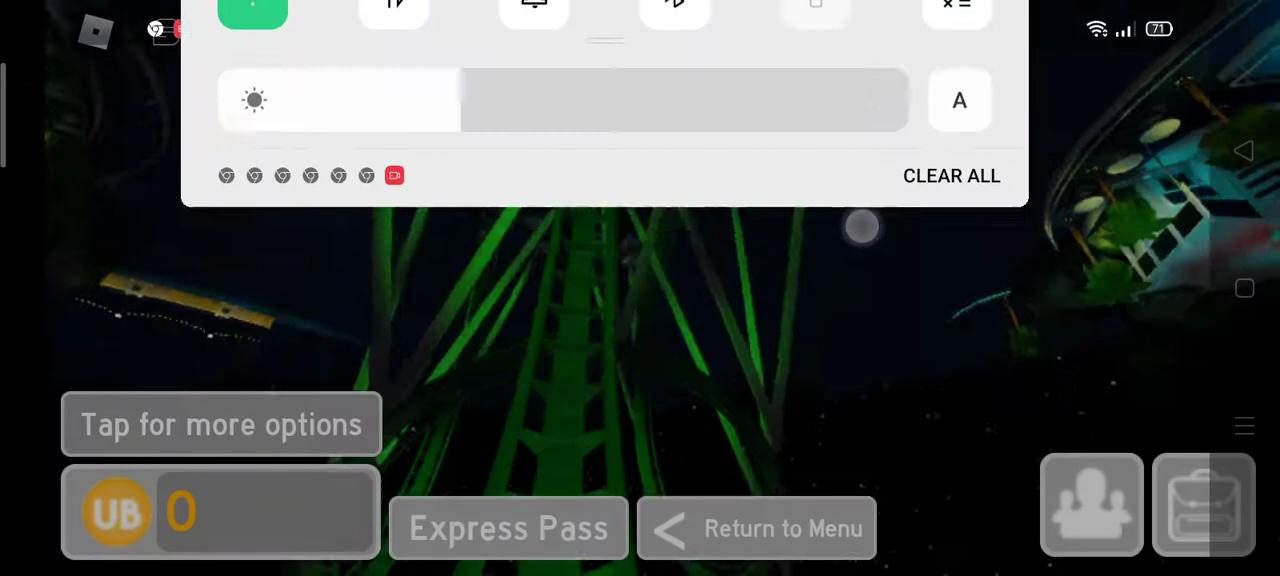 71
A
CLEAR ALL
Tap for more options
UB 0
Express Pass
Return to Menu